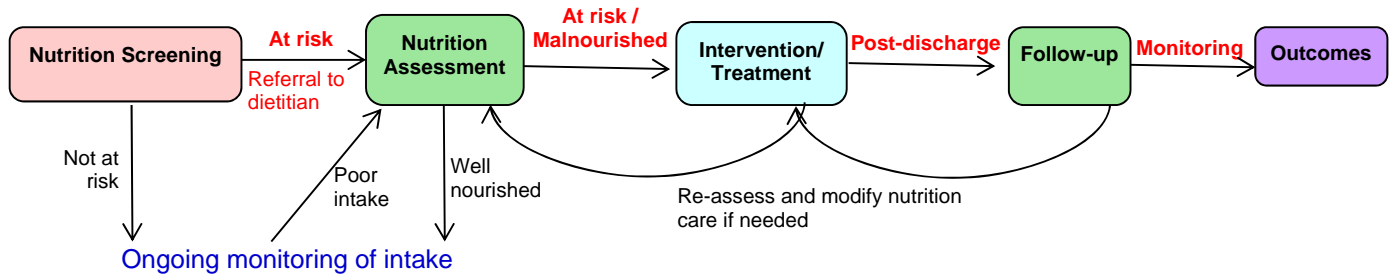 Nutrition Screening
At risk
Referral to
dietitian
Nutrition
Assessment
At risk /
Malnourished
Intervention/
Treatment
Post-discharge
Follow-up
Monitoring
Outcomes
Not at
risk
Poor
intake
Well
nourished
Re-assess and modify nutrition
care if needed
Ongoing monitoring of intake